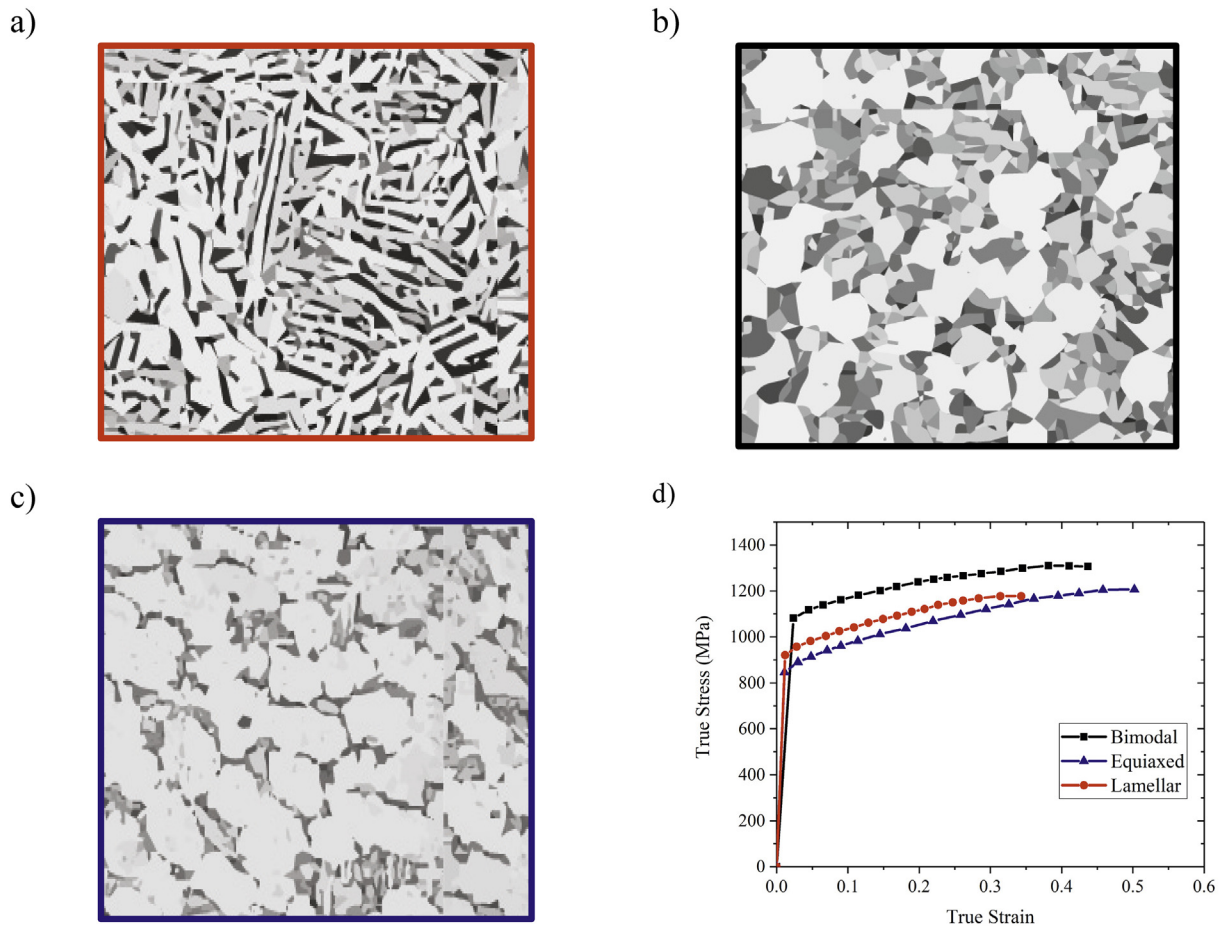 a)
b)
c)
d)
1400
1200
1000
800
600
400
200
0
True Stress (MPa)
Bimodal
Equiaxed
Lamellar
0.0 0.1 0.2 0.3 0.4 0.5 0.6
True Strain